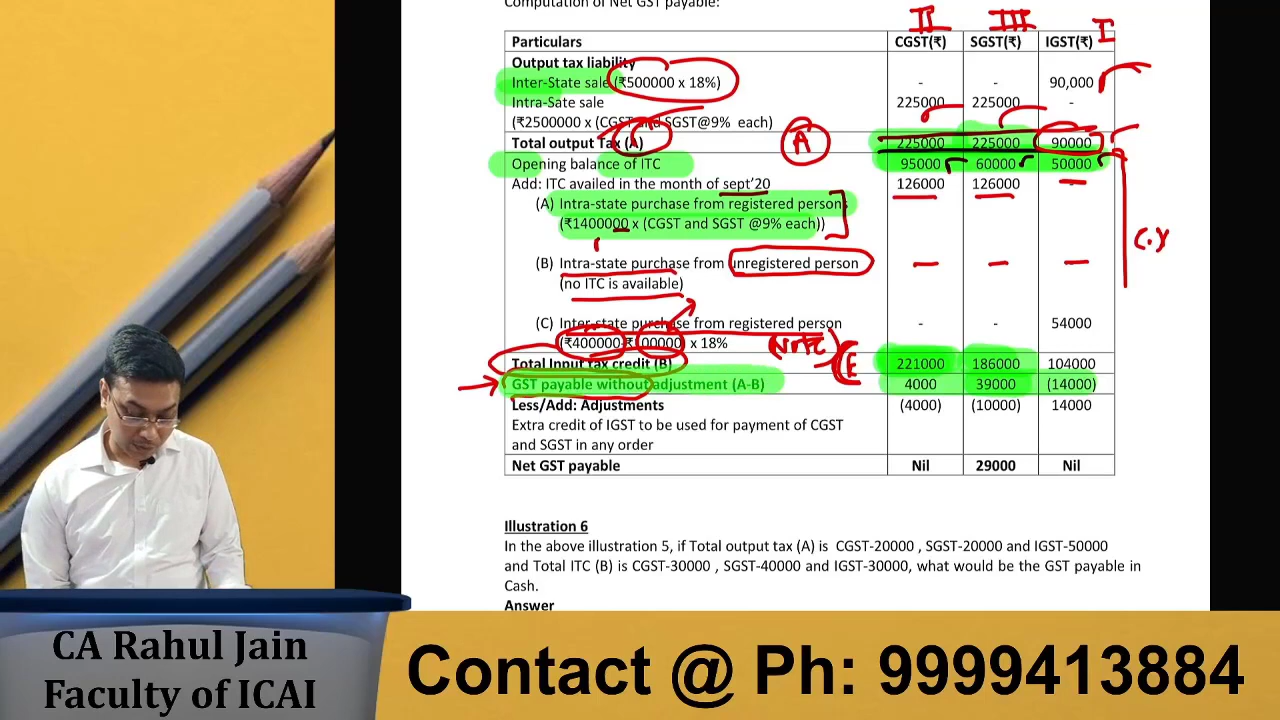 Computation of Net GST payable:
II III I
Particulars CGST(₹) SGST(₹) IGST(₹)
Output tax liability
Inter-State sale (₹500000 x 18%) - - 90,000
Intra-Sate sale 225000 225000 -
(₹2500000 x (CGST and SGST@9% each)
Total output Tax (A) A 225000 225000 90000
Opening balance of ITC 95000 60000 50000
Add: ITC availed in the month of sept'20 126000 126000 -
(A) Intra-state purchase from registered persons
(₹1400000 x (CGST and SGST @9% each))
(B) Intra-state purchase from unregistered person - - -
(no ITC is available)
(C) Inter-state purchase from registered person - - 54000
(₹400000-₹100000) x 18%
Total Input tax credit (B) 221000 186000 104000
GST payable without adjustment (A-B) 4000 39000 (14000)
Less/Add: Adjustments (4000) (10000) 14000
Extra credit of IGST to be used for payment of CGST
and SGST in any order
Net GST payable Nil 29000 Nil
Illustration 6
In the above illustration 5, if Total output tax (A) is CGST-20000 , SGST-20000 and IGST-50000
and Total ITC (B) is CGST-30000 , SGST-40000 and IGST-30000, what would be the GST payable in
Cash.
Answer
CA Rahul Jain
Faculty of ICAI
Contact @ Ph: 9999413884